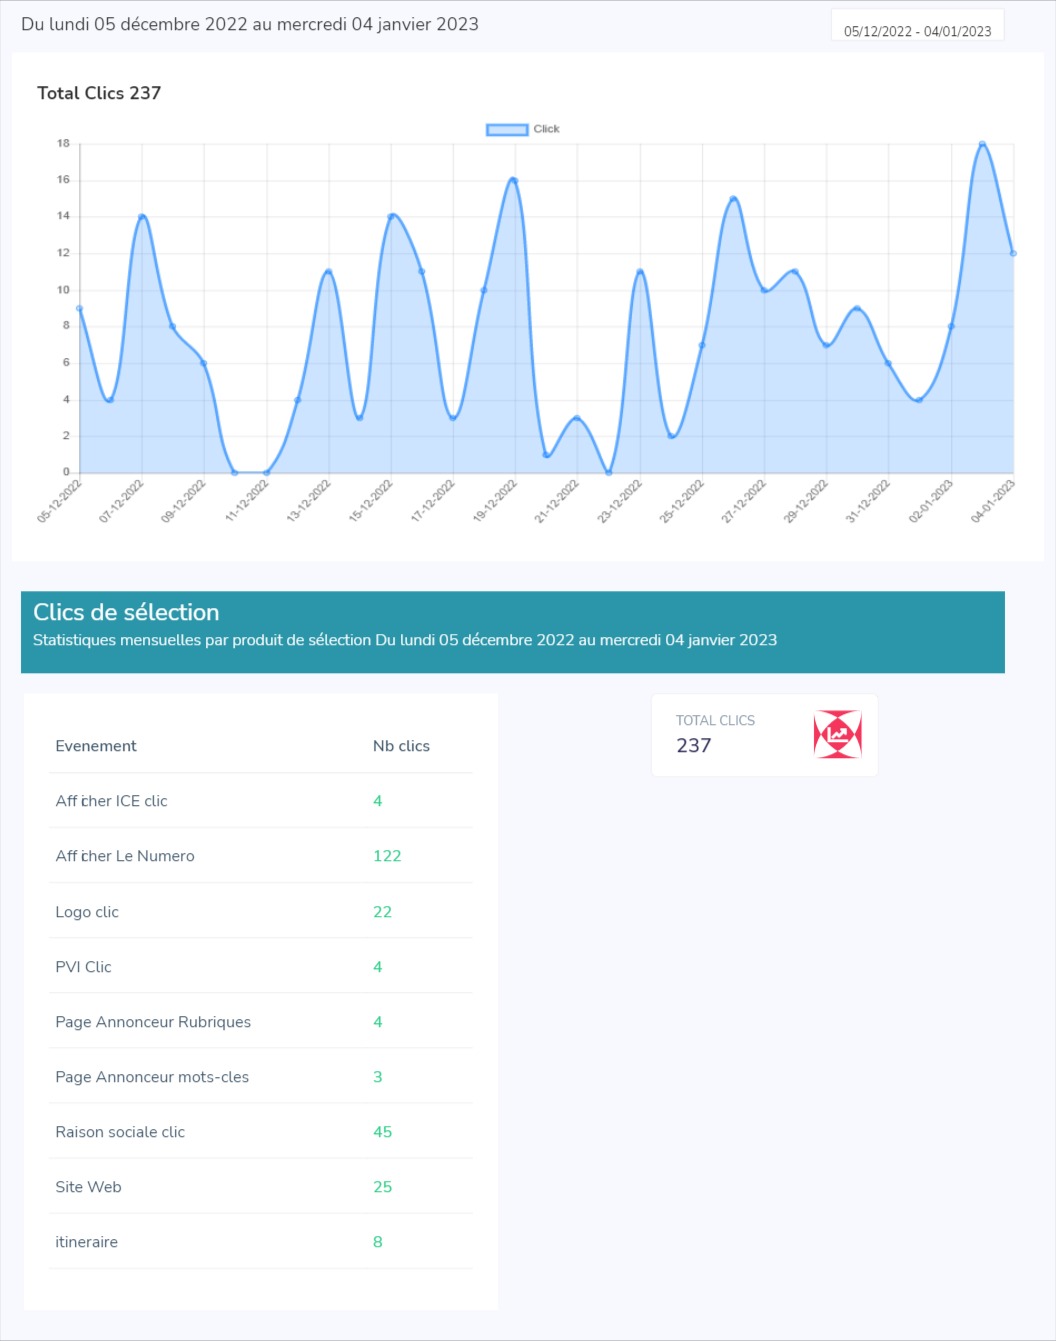 Du lundi 05 décembre 2022 au mercredi 04 janvier 2023
05/12/2022 - 04/01/2023
Total Clics 237
Click
18
16
14
12
10
8
6
4
2
0
05-12-2022
07-12-2022
09-12-2022
11-12-2022
13-12-2022
15-12-2022
17-12-2022
19-12-2022
21-12-2022
23-12-2022
25-12-2022
27-12-2022
29-12-2022
31-12-2022
02-01-2023
04-01-2023
Clics de sélection
Statistiques mensuelles par produit de sélection Du lundi 05 décembre 2022 au mercredi 04 janvier 2023
TOTAL CLICS
237
Evenement Nb clics
Afficher ICE clic 4
Afficher Le Numero 122
Logo clic 22
PVI Clic 4
Page Annonceur Rubriques 4
Page Annonceur mots-cles 3
Raison sociale clic 45
Site Web 25
itineraire 8